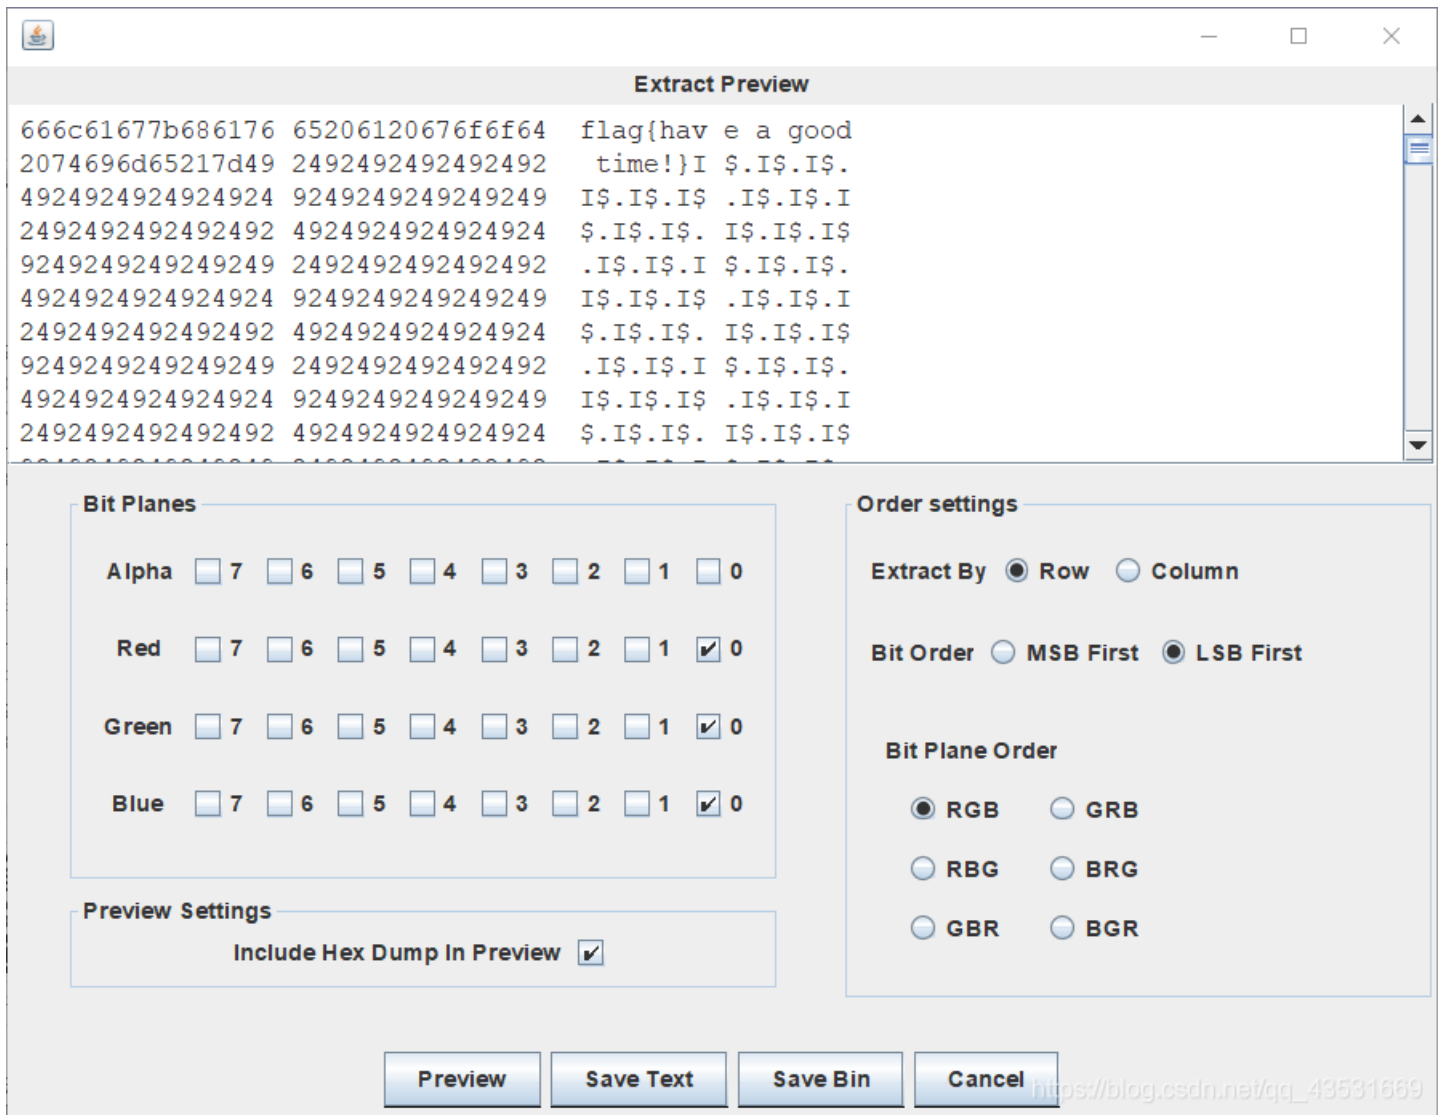 Extract Preview
666c61677b686176 65206120676f6f64 flag{hav e a good
2074696d65217d49 2492492492492492 time!}I $.I$.I$.
4924924924924924 9249249249249249 I$.I$.I$ .I$.I$.I
2492492492492492 4924924924924924 $.I$.I$. I$.I$.I$
9249249249249249 2492492492492492 .I$.I$.I $.I$.I$.
4924924924924924 9249249249249249 I$.I$.I$ .I$.I$.I
2492492492492492 4924924924924924 $.I$.I$. I$.I$.I$
9249249249249249 2492492492492492 .I$.I$.I $.I$.I$.
4924924924924924 9249249249249249 I$.I$.I$ .I$.I$.I
2492492492492492 4924924924924924 $.I$.I$. I$.I$.I$
Bit Planes
Alpha 7 6 5 4 3 2 1 0
Red 7 6 5 4 3 2 1 0
Green 7 6 5 4 3 2 1 0
Blue 7 6 5 4 3 2 1 0
Preview Settings
Include Hex Dump In Preview
Order settings
Extract By Row Column
Bit Order MSB First LSB First
Bit Plane Order
RGB GRB
RBG BRG
GBR BGR
Preview Save Text Save Bin Cancel
https://blog.csdn.net/qq_43531669